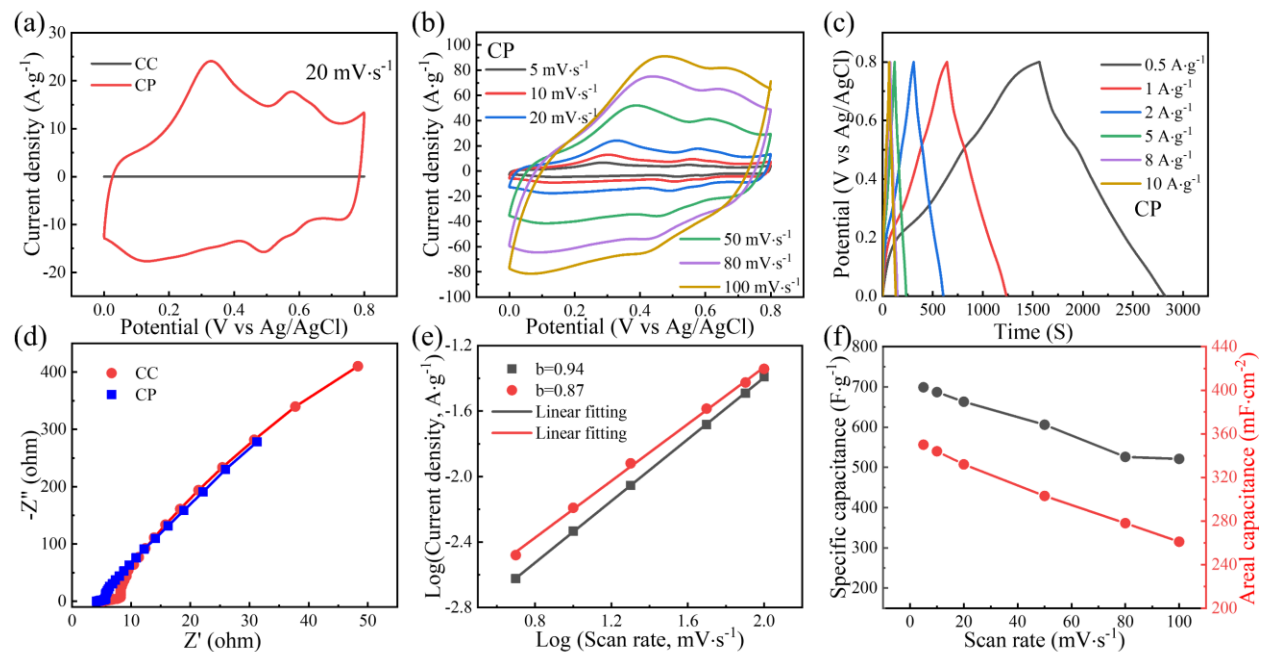 (a)
30
20
10
0
-10
-20
Current density (A·g⁻¹)
CC
CP
20 mV·s⁻¹
0.0 0.2 0.4 0.6 0.8
Potential (V vs Ag/AgCl)
(b)
100
80
60
40
20
0
-20
-40
-60
-80
-100
Current density (A·g⁻¹)
CP
5 mV·s⁻¹
10 mV·s⁻¹
20 mV·s⁻¹
50 mV·s⁻¹
80 mV·s⁻¹
100 mV·s⁻¹
0.0 0.2 0.4 0.6 0.8
Potential (V vs Ag/AgCl)
(c)
0.8
0.6
0.4
0.2
0.0
Potential (V vs Ag/AgCl)
0.5 A·g⁻¹
1 A·g⁻¹
2 A·g⁻¹
5 A·g⁻¹
8 A·g⁻¹
10 A·g⁻¹
CP
0 500 1000 1500 2000 2500 3000
Time (S)
(d)
400
300
200
100
0
-Z" (ohm)
CC
CP
0 10 20 30 40 50
Z' (ohm)
(e)
-1.2
-1.6
-2.0
-2.4
-2.8
Log(Current density, A·g⁻¹)
b=0.94
b=0.87
Linear fitting
Linear fitting
0.8 1.2 1.6 2.0
Log (Scan rate, mV·s⁻¹)
(f)
800
700
600
500
400
300
200
Specific capacitance (F·g⁻¹)
440
400
360
320
280
240
200
Areal capacitance (mF·cm⁻²)
0 20 40 60 80 100
Scan rate (mV·s⁻¹)